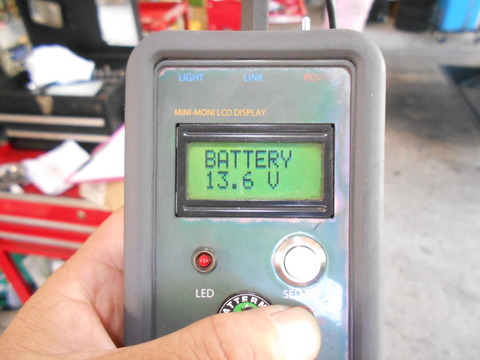 LIGHT LINK
MINI-MONI LCD DISPLAY
BATTERY
13.6 V
LED